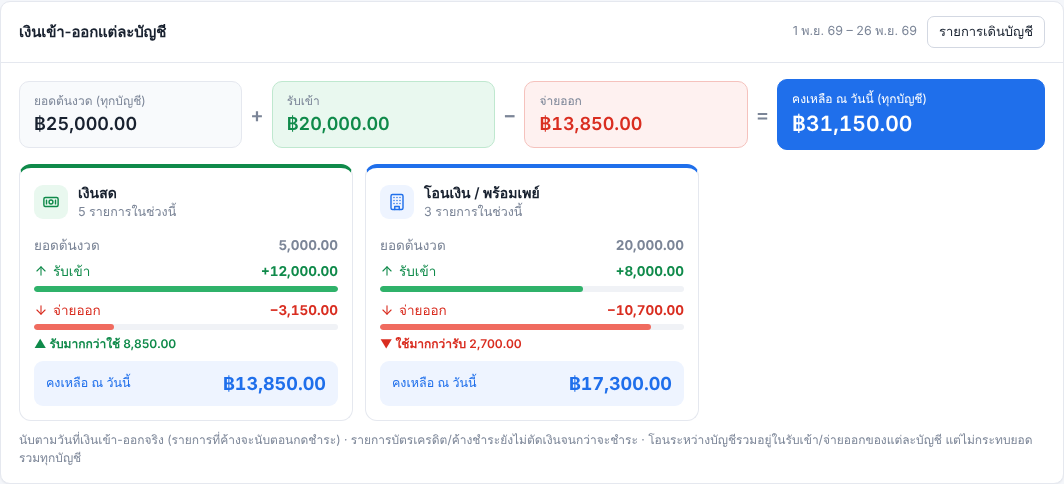 เงินเข้า-ออกแต่ละบัญชี
1 พ.ย. 69 – 26 พ.ย. 69
รายการเดินบัญชี
ยอดต้นงวด (ทุกบัญชี)
฿25,000.00
+
รับเข้า
฿20,000.00
−
จ่ายออก
฿13,850.00
=
คงเหลือ ณ วันนี้ (ทุกบัญชี)
฿31,150.00
เงินสด
5 รายการในช่วงนี้
ยอดต้นงวด 5,000.00
↑ รับเข้า +12,000.00
↓ จ่ายออก −3,150.00
▲ รับมากกว่าใช้ 8,850.00
คงเหลือ ณ วันนี้ ฿13,850.00
โอนเงิน / พร้อมเพย์
3 รายการในช่วงนี้
ยอดต้นงวด 20,000.00
↑ รับเข้า +8,000.00
↓ จ่ายออก −10,700.00
▼ ใช้มากกว่ารับ 2,700.00
คงเหลือ ณ วันนี้ ฿17,300.00
นับตามวันที่เงินเข้า-ออกจริง (รายการที่ค้างจะนับตอนกดชำระ) · รายการบัตรเครดิต/ค้างชำระยังไม่ตัดเงินจนกว่าจะชำระ · โอนระหว่างบัญชีรวมอยู่ในรับเข้า/จ่ายออกของแต่ละบัญชี แต่ไม่กระทบยอด
รวมทุกบัญชี